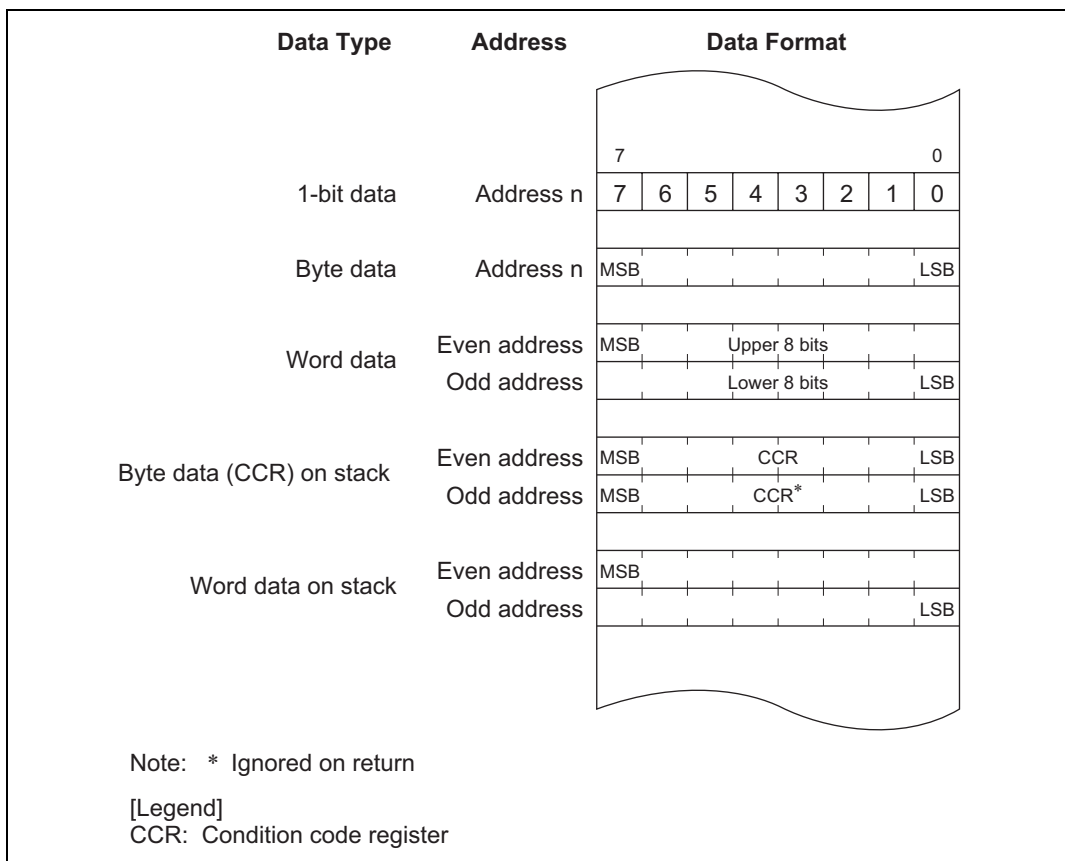 Data Type Address Data Format
7 0
1-bit data Address n 7 6 5 4 3 2 1 0
Byte data Address n MSB LSB
Word data
Even address MSB Upper 8 bits
Odd address Lower 8 bits LSB
Byte data (CCR) on stack
Even address MSB CCR LSB
Odd address MSB CCR* LSB
Word data on stack
Even address MSB
Odd address LSB
Note: * Ignored on return
[Legend]
CCR: Condition code register